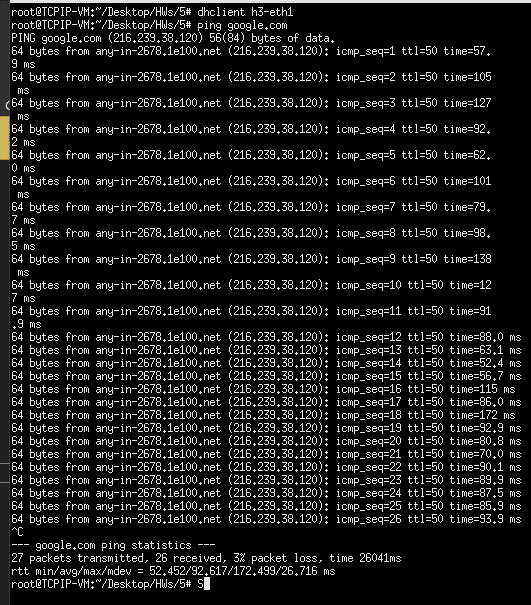 root@TCPIP-VM:~/Desktop/HWs/5# dhclient h3-eth1
root@TCPIP-VM:~/Desktop/HWs/5# ping google.com
PING google.com (216.239.38.120) 56(84) bytes of data.
64 bytes from any-in-2678.1e100.net (216.239.38.120): icmp_seq=1 ttl=50 time=57.
9 ms
64 bytes from any-in-2678.1e100.net (216.239.38.120): icmp_seq=2 ttl=50 time=105
 ms
64 bytes from any-in-2678.1e100.net (216.239.38.120): icmp_seq=3 ttl=50 time=127
 ms
64 bytes from any-in-2678.1e100.net (216.239.38.120): icmp_seq=4 ttl=50 time=92.
2 ms
64 bytes from any-in-2678.1e100.net (216.239.38.120): icmp_seq=5 ttl=50 time=62.
0 ms
64 bytes from any-in-2678.1e100.net (216.239.38.120): icmp_seq=6 ttl=50 time=101
 ms
64 bytes from any-in-2678.1e100.net (216.239.38.120): icmp_seq=7 ttl=50 time=79.
7 ms
64 bytes from any-in-2678.1e100.net (216.239.38.120): icmp_seq=8 ttl=50 time=98.
5 ms
64 bytes from any-in-2678.1e100.net (216.239.38.120): icmp_seq=9 ttl=50 time=138
 ms
64 bytes from any-in-2678.1e100.net (216.239.38.120): icmp_seq=10 ttl=50 time=12
7 ms
64 bytes from any-in-2678.1e100.net (216.239.38.120): icmp_seq=11 ttl=50 time=91
.9 ms
64 bytes from any-in-2678.1e100.net (216.239.38.120): icmp_seq=12 ttl=50 time=88.0 ms
64 bytes from any-in-2678.1e100.net (216.239.38.120): icmp_seq=13 ttl=50 time=63.1 ms
64 bytes from any-in-2678.1e100.net (216.239.38.120): icmp_seq=14 ttl=50 time=52.4 ms
64 bytes from any-in-2678.1e100.net (216.239.38.120): icmp_seq=15 ttl=50 time=56.7 ms
64 bytes from any-in-2678.1e100.net (216.239.38.120): icmp_seq=16 ttl=50 time=115 ms
64 bytes from any-in-2678.1e100.net (216.239.38.120): icmp_seq=17 ttl=50 time=86.0 ms
64 bytes from any-in-2678.1e100.net (216.239.38.120): icmp_seq=18 ttl=50 time=172 ms
64 bytes from any-in-2678.1e100.net (216.239.38.120): icmp_seq=19 ttl=50 time=92.9 ms
64 bytes from any-in-2678.1e100.net (216.239.38.120): icmp_seq=20 ttl=50 time=80.8 ms
64 bytes from any-in-2678.1e100.net (216.239.38.120): icmp_seq=21 ttl=50 time=70.0 ms
64 bytes from any-in-2678.1e100.net (216.239.38.120): icmp_seq=22 ttl=50 time=90.1 ms
64 bytes from any-in-2678.1e100.net (216.239.38.120): icmp_seq=23 ttl=50 time=89.9 ms
64 bytes from any-in-2678.1e100.net (216.239.38.120): icmp_seq=24 ttl=50 time=87.5 ms
64 bytes from any-in-2678.1e100.net (216.239.38.120): icmp_seq=25 ttl=50 time=85.9 ms
64 bytes from any-in-2678.1e100.net (216.239.38.120): icmp_seq=26 ttl=50 time=93.9 ms
^C
--- google.com ping statistics ---
27 packets transmitted, 26 received, 3% packet loss, time 26041ms
rtt min/avg/max/mdev = 52.452/92.617/172.499/26.716 ms
root@TCPIP-VM:~/Desktop/HWs/5# S